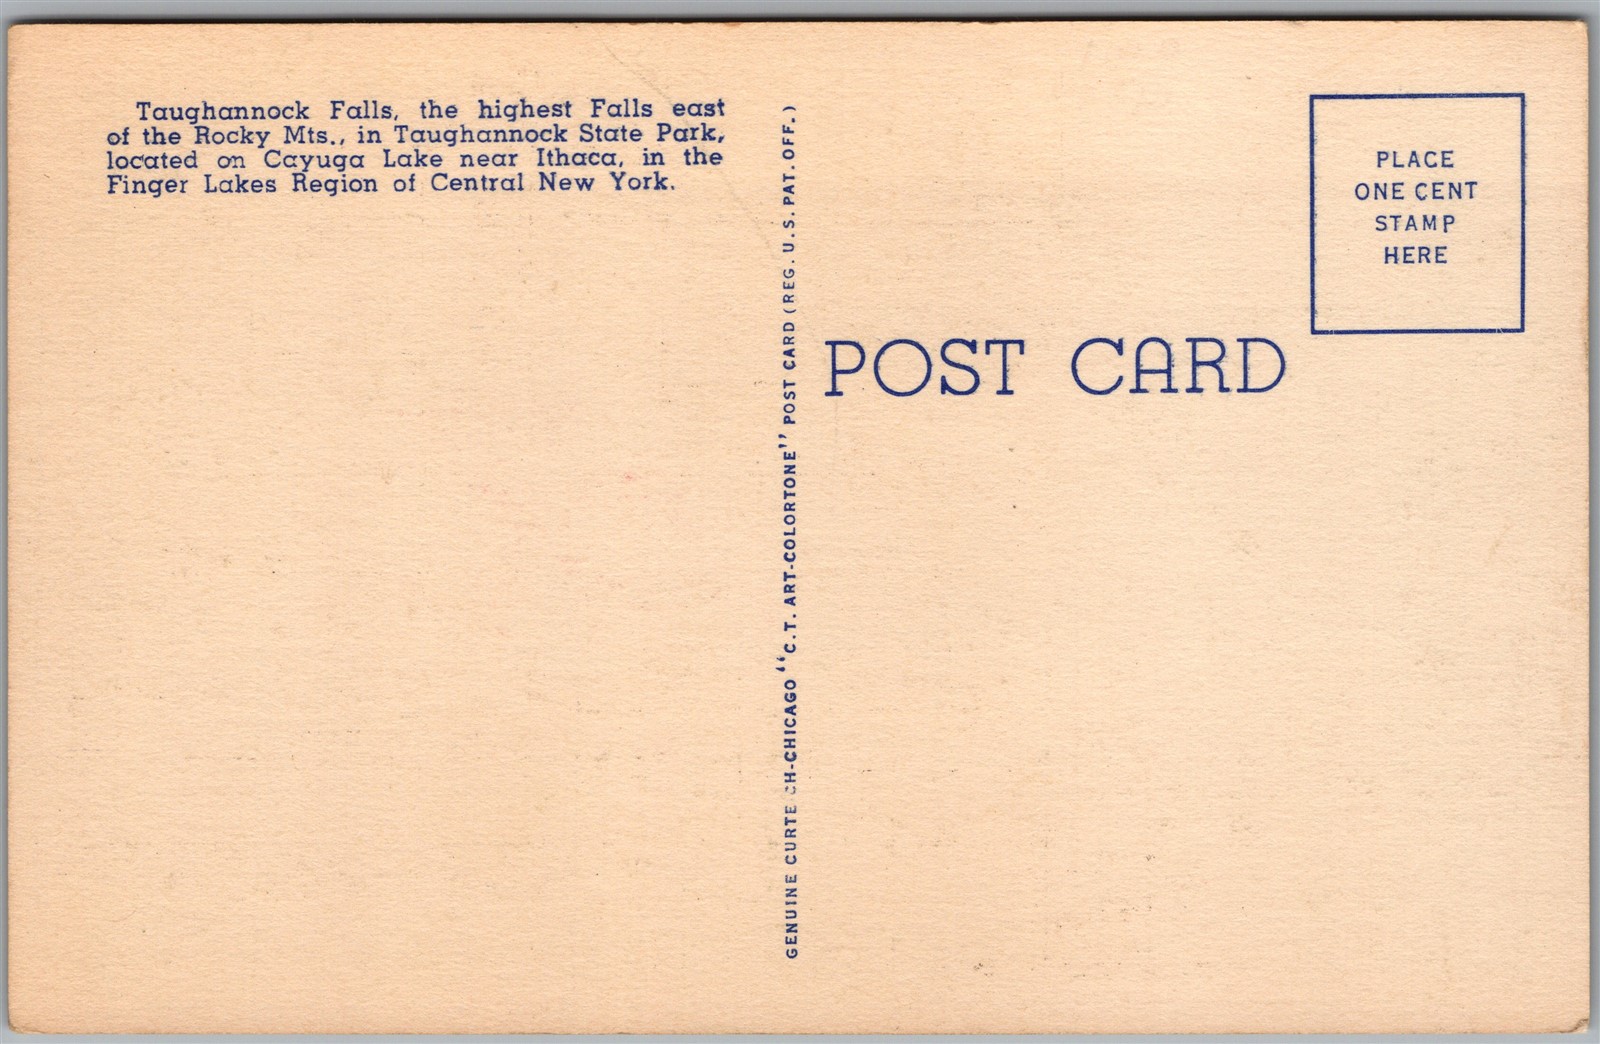 Taughannock Falls, the highest Falls east
of the Rocky Mts., in Taughannock State Park,
located on Cayuga Lake near Ithaca, in the
Finger Lakes Region of Central New York.
GENUINE CURTE CH-CHICAGO "C.T. ART-COLORTONE" POST CARD (REG. U.S. PAT. OFF.)
POST CARD
PLACE
ONE CENT
STAMP
HERE